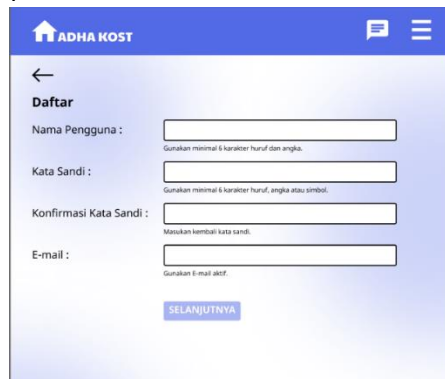 ADHA KOST
Daftar
Nama Pengguna :
Gunakan minimal 6 karakter huruf dan angka.
Kata Sandi :
Gunakan minimal 6 karakter huruf, angka atau simbol.
Konfirmasi Kata Sandi :
Masukan kembali kata sandi.
E-mail :
Gunakan E-mail aktif.
SELANJUTNYA